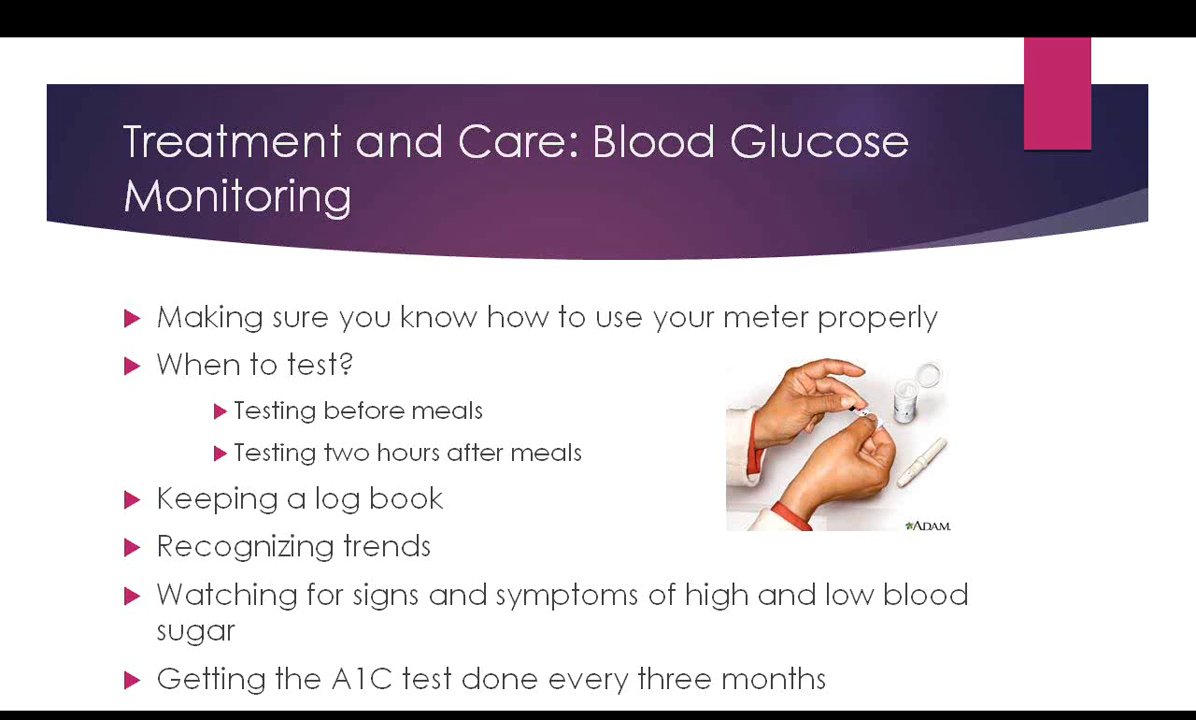 Treatment and Care: Blood Glucose
Monitoring
Making sure you know how to use your meter properly
When to test?
Testing before meals
Testing two hours after meals
Keeping a log book
Recognizing trends
Watching for signs and symptoms of high and low blood
sugar
Getting the A1C test done every three months
ADAM.